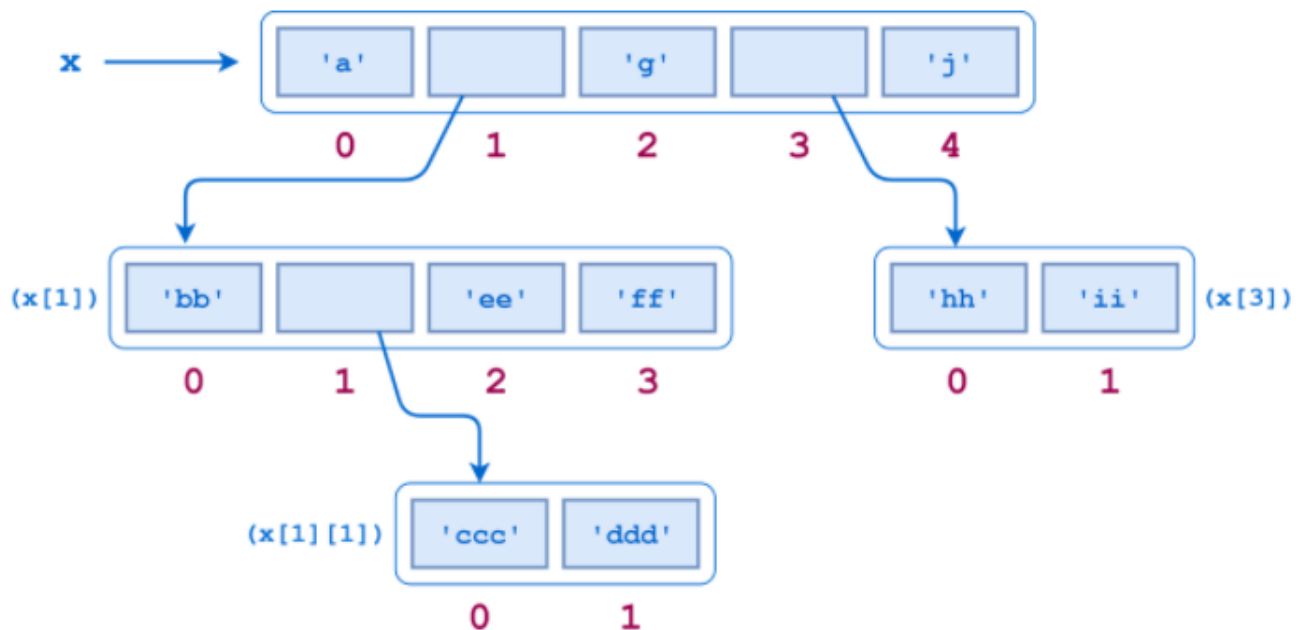 x 'a' 'g' 'j'
0 1 2 3 4
(x[1]) 'bb' 'ee' 'ff' 'hh' 'ii' (x[3])
0 1 2 3 0 1
(x[1][1]) 'ccc' 'ddd'
0 1